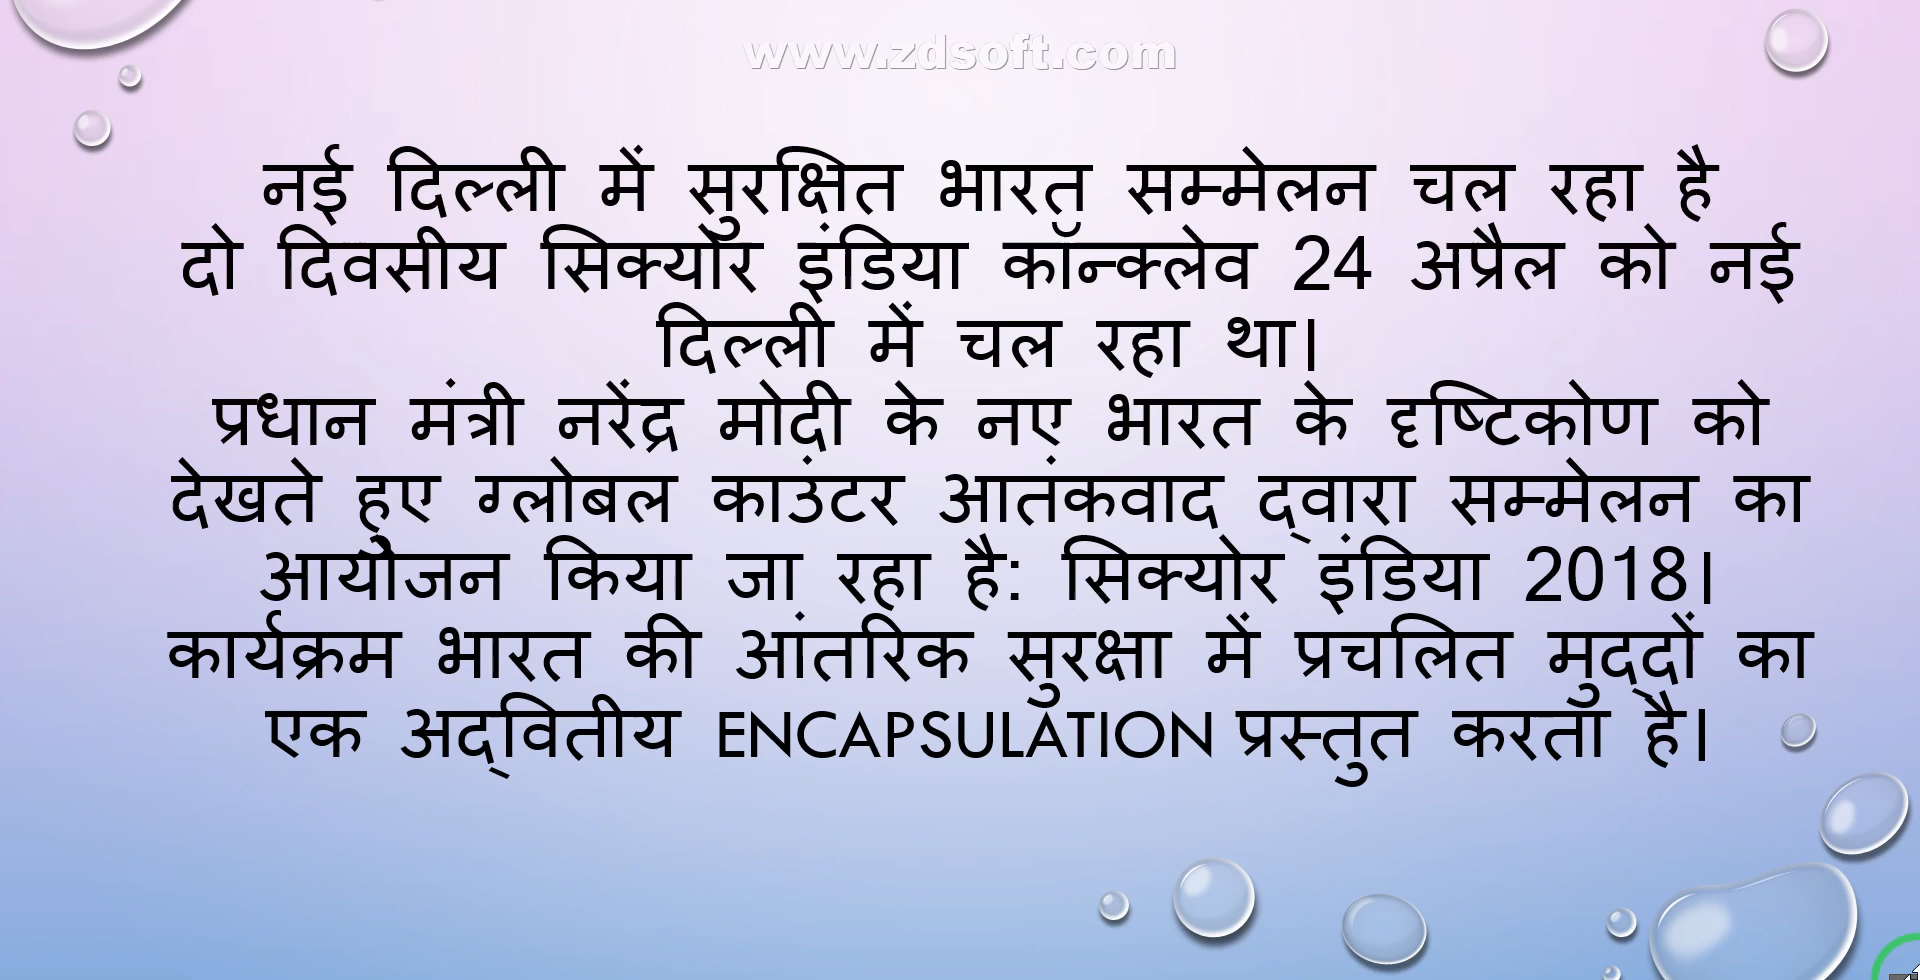 www.zdsoft.com
नई दिल्ली में सुरक्षित भारत सम्मेलन चल रहा है
दो दिवसीय सिक्योर इंडिया कॉन्क्लेव 24 अप्रैल को नई
दिल्ली में चल रहा था।
प्रधान मंत्री नरेंद्र मोदी के नए भारत के दृष्टिकोण को
देखते हुए ग्लोबल काउंटर आतंकवाद द्वारा सम्मेलन का
आयोजन किया जा रहा है: सिक्योर इंडिया 2018।
कार्यक्रम भारत की आंतरिक सुरक्षा में प्रचलित मुद्दों का
एक अद्वितीय ENCAPSULATION प्रस्तुत करता है।